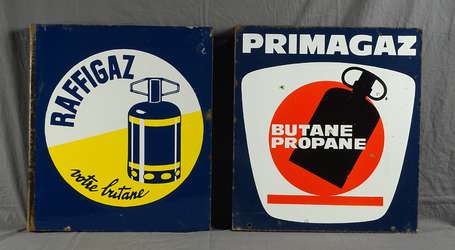 RAFFIGAZ
votre butane
PRIMAGAZ
BUTANE
PROPANE